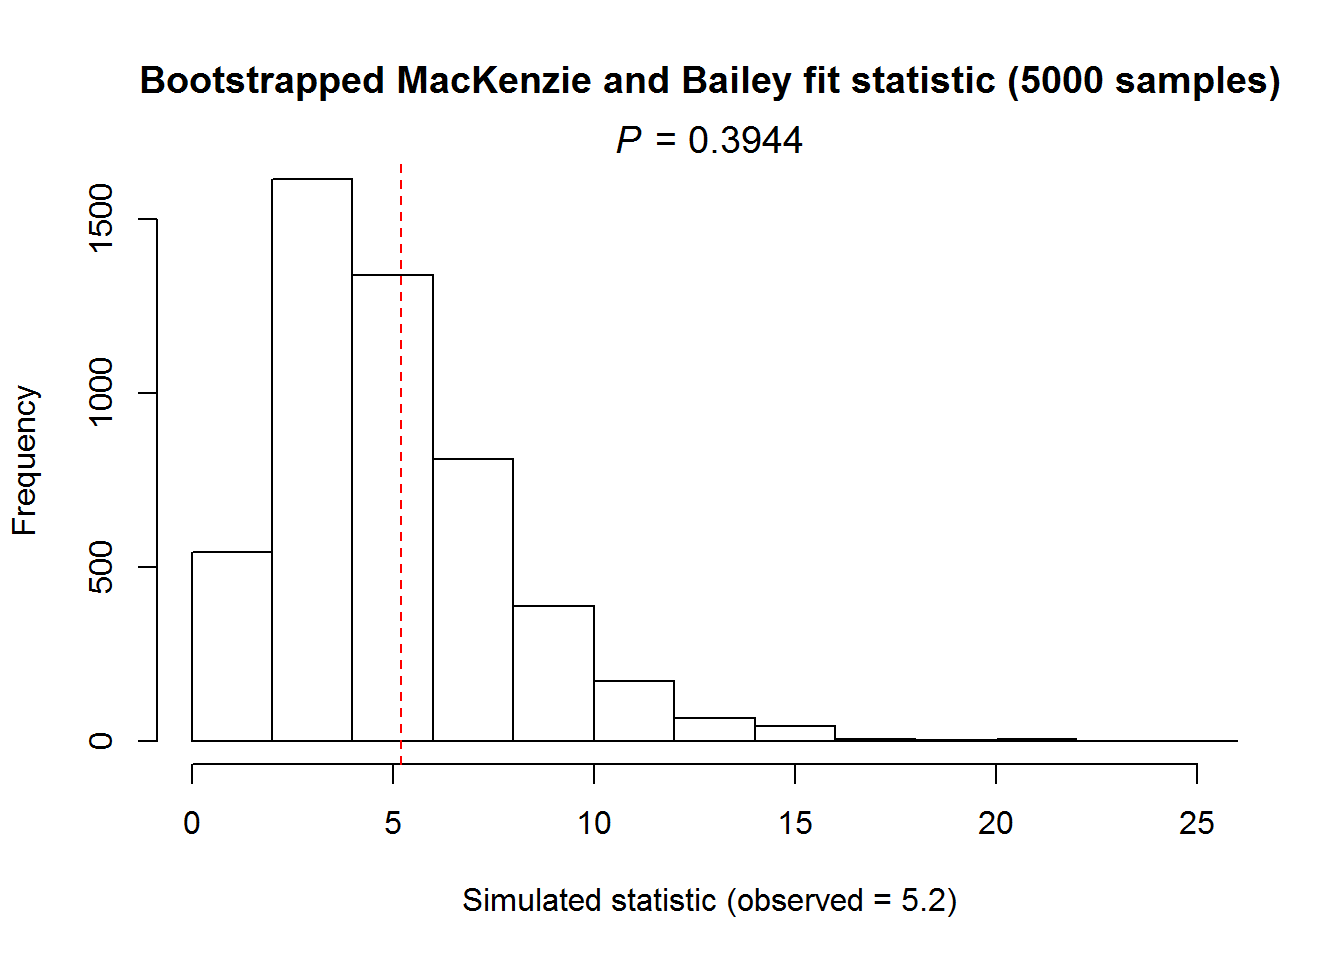 Bootstrapped MacKenzie and Bailey fit statistic (5000 samples)
P = 0.3944
Frequency
1500
1000
500
0
0 5 10 15 20 25
Simulated statistic (observed = 5.2)